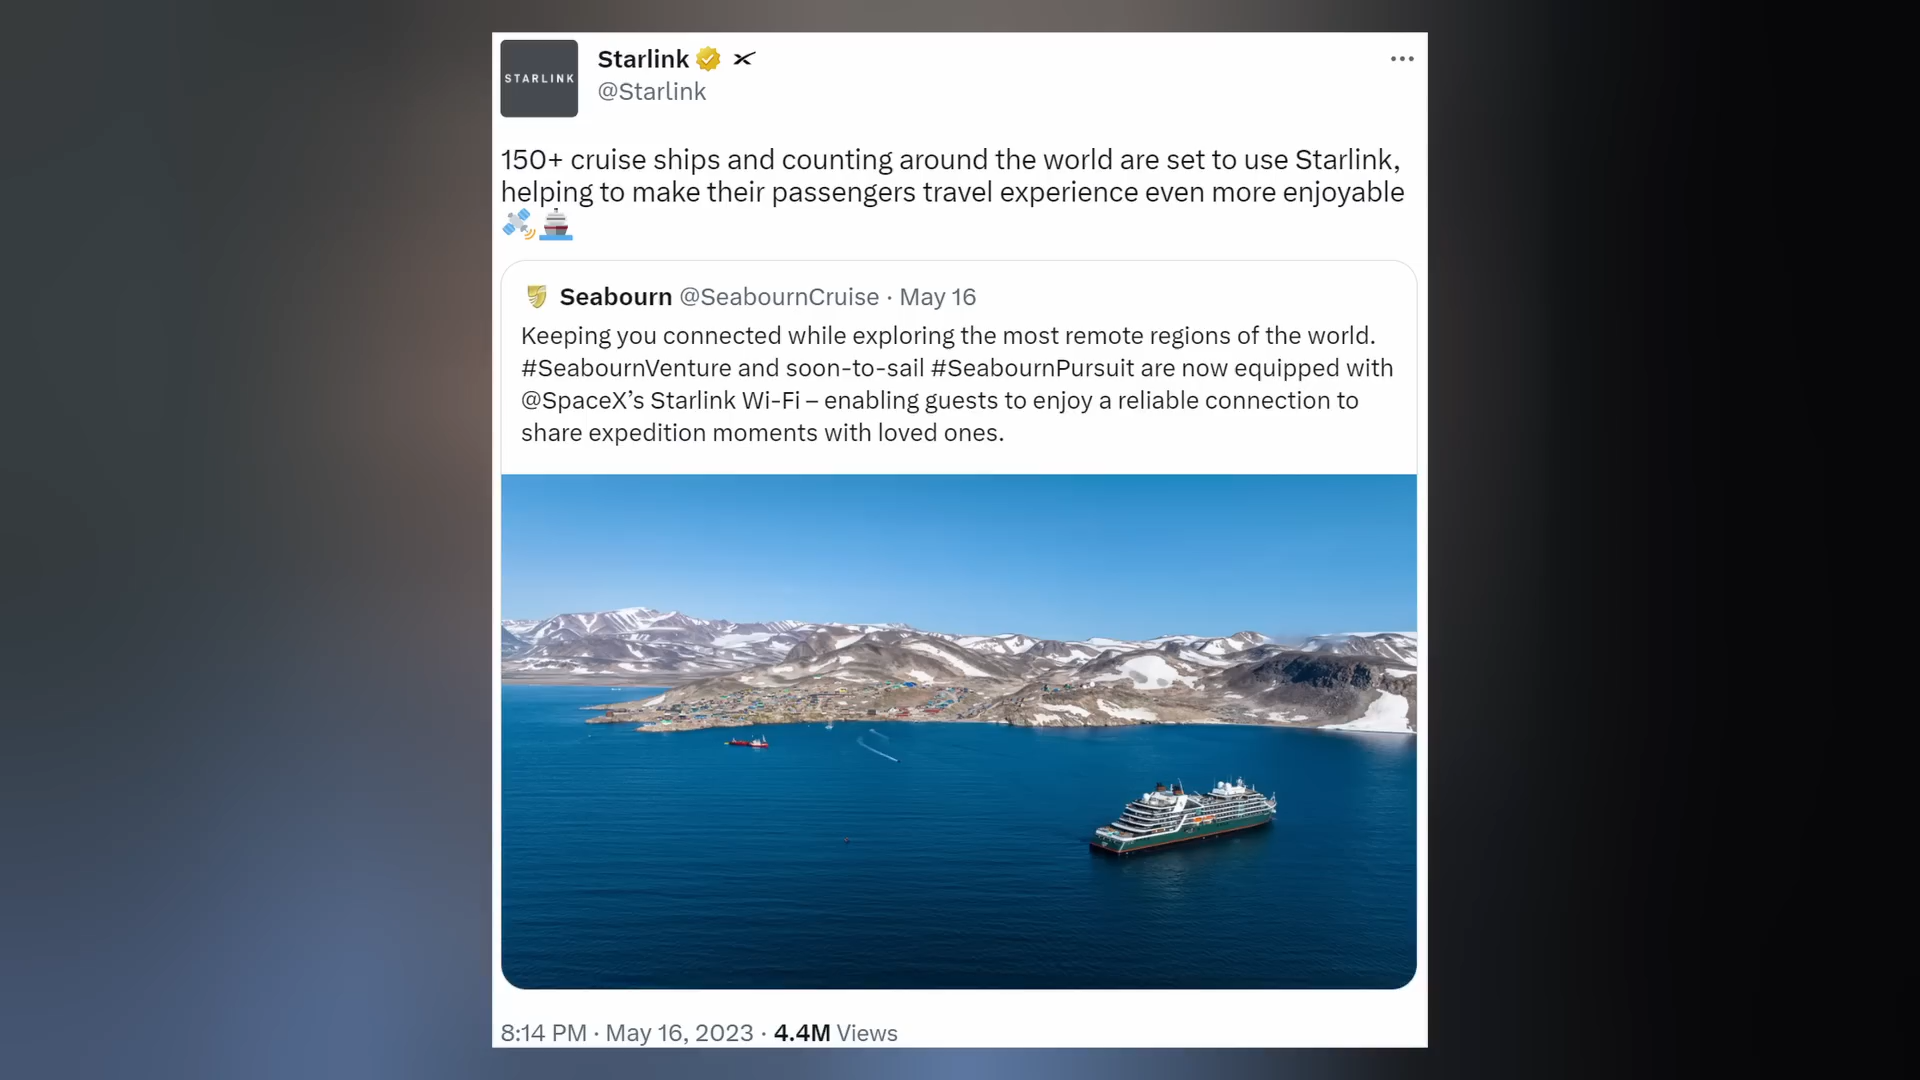 STARLINK
Starlink
@Starlink
150+ cruise ships and counting around the world are set to use Starlink,
helping to make their passengers travel experience even more enjoyable
🛰️🛳️
Seabourn @SeabournCruise · May 16
Keeping you connected while exploring the most remote regions of the world.
#SeabournVenture and soon-to-sail #SeabournPursuit are now equipped with
@SpaceX’s Starlink Wi-Fi – enabling guests to enjoy a reliable connection to
share expedition moments with loved ones.
8:14 PM · May 16, 2023 · 4.4M Views